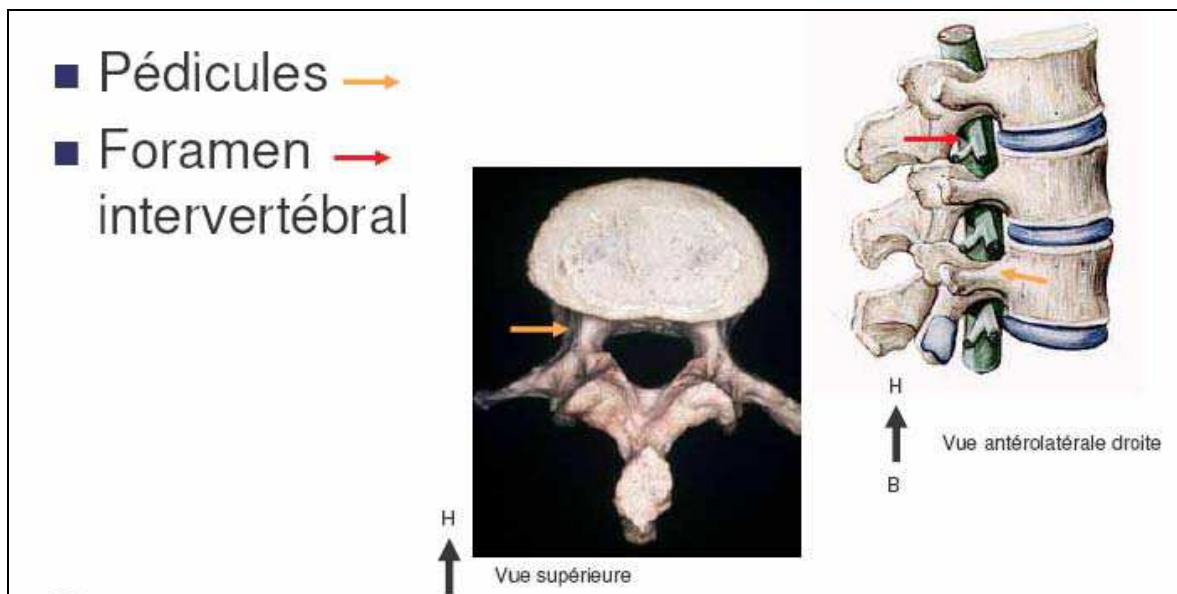 Pédicules
Foramen
intervertébral
H
B
Vue antérolatérale droite
H
Vue supérieure